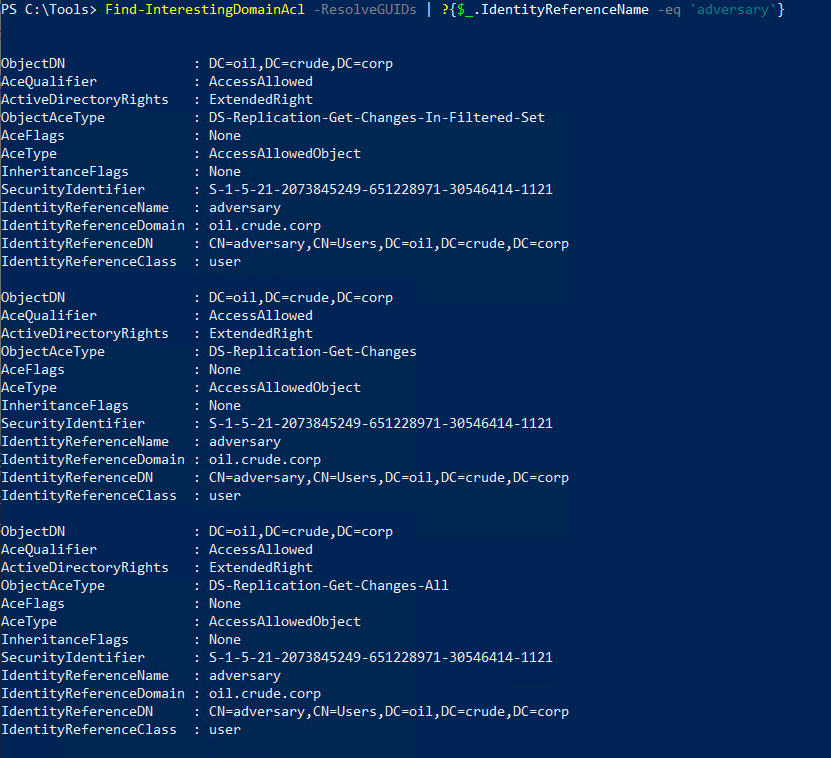 PS C:\Tools> Find-InterestingDomainAcl -ResolveGUIDs | ?{$_.IdentityReferenceName -eq 'adversary'}
ObjectDN : DC=oil,DC=crude,DC=corp
AceQualifier : AccessAllowed
ActiveDirectoryRights : ExtendedRight
ObjectAceType : DS-Replication-Get-Changes-In-Filtered-Set
AceFlags : None
AceType : AccessAllowedObject
InheritanceFlags : None
SecurityIdentifier : S-1-5-21-2073845249-651228971-30546414-1121
IdentityReferenceName : adversary
IdentityReferenceDomain : oil.crude.corp
IdentityReferenceDN : CN=adversary,CN=Users,DC=oil,DC=crude,DC=corp
IdentityReferenceClass : user
ObjectDN : DC=oil,DC=crude,DC=corp
AceQualifier : AccessAllowed
ActiveDirectoryRights : ExtendedRight
ObjectAceType : DS-Replication-Get-Changes
AceFlags : None
AceType : AccessAllowedObject
InheritanceFlags : None
SecurityIdentifier : S-1-5-21-2073845249-651228971-30546414-1121
IdentityReferenceName : adversary
IdentityReferenceDomain : oil.crude.corp
IdentityReferenceDN : CN=adversary,CN=Users,DC=oil,DC=crude,DC=corp
IdentityReferenceClass : user
ObjectDN : DC=oil,DC=crude,DC=corp
AceQualifier : AccessAllowed
ActiveDirectoryRights : ExtendedRight
ObjectAceType : DS-Replication-Get-Changes-All
AceFlags : None
AceType : AccessAllowedObject
InheritanceFlags : None
SecurityIdentifier : S-1-5-21-2073845249-651228971-30546414-1121
IdentityReferenceName : adversary
IdentityReferenceDomain : oil.crude.corp
IdentityReferenceDN : CN=adversary,CN=Users,DC=oil,DC=crude,DC=corp
IdentityReferenceClass : user